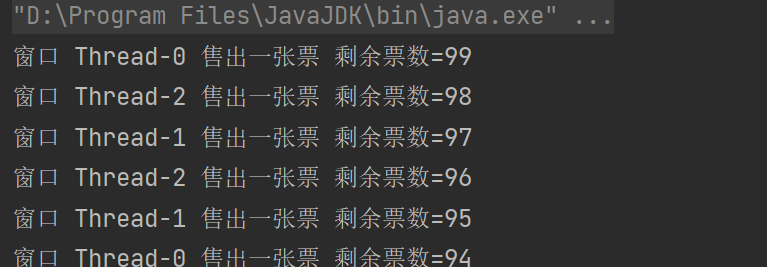 "D:\Program Files\JavaJDK\bin\java.exe" ...
窗口 Thread-0 售出一张票 剩余票数=99
窗口 Thread-2 售出一张票 剩余票数=98
窗口 Thread-1 售出一张票 剩余票数=97
窗口 Thread-2 售出一张票 剩余票数=96
窗口 Thread-1 售出一张票 剩余票数=95
窗口 Thread-0 售出一张票 剩余票数=94